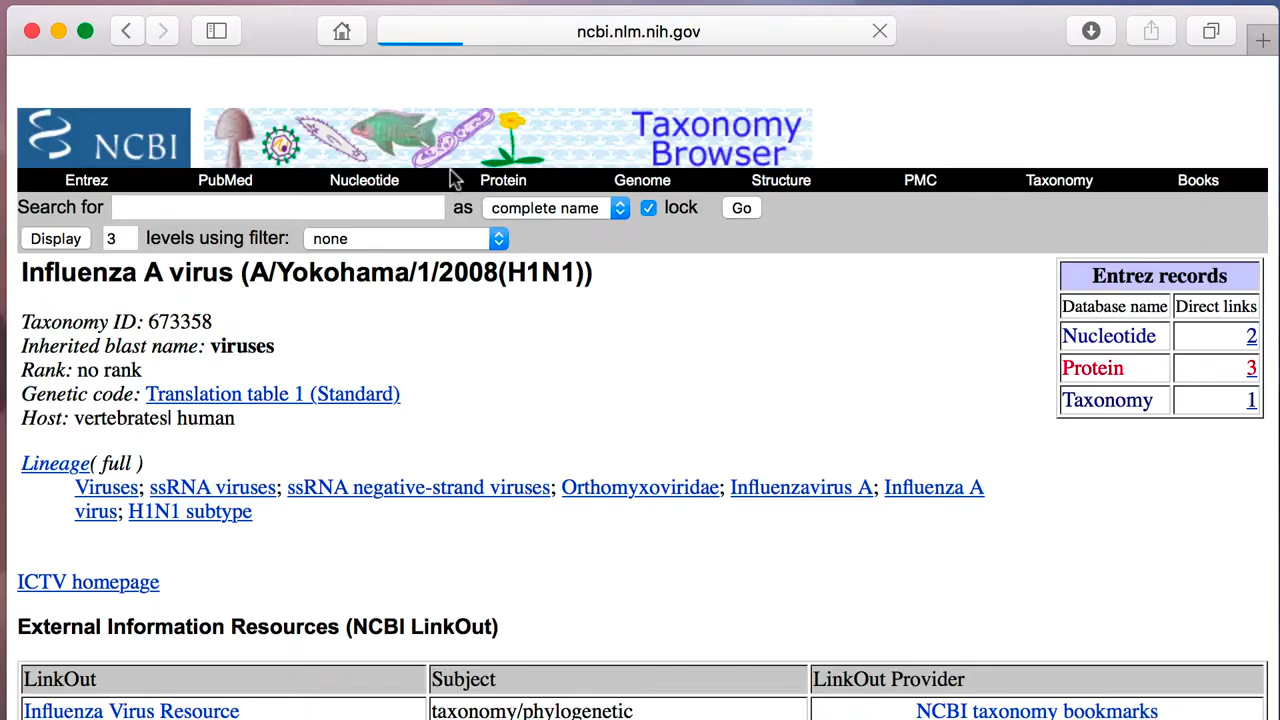 ncbi.nlm.nih.gov
NCBI
Taxonomy
Browser
Entrez PubMed Nucleotide Protein Genome Structure PMC Taxonomy Books
Search for as complete name lock Go
Display 3 levels using filter: none
Influenza A virus (A/Yokohama/1/2008(H1N1))
Entrez records
Database name Direct links
Nucleotide 2
Protein 3
Taxonomy 1
Taxonomy ID: 673358
Inherited blast name: viruses
Rank: no rank
Genetic code: Translation table 1 (Standard)
Host: vertebrates| human
Lineage( full )
Viruses; ssRNA viruses; ssRNA negative-strand viruses; Orthomyxoviridae; Influenzavirus A; Influenza A
virus; H1N1 subtype
ICTV homepage
External Information Resources (NCBI LinkOut)
LinkOut Subject LinkOut Provider
Influenza Virus Resource taxonomy/phylogenetic NCBI taxonomy bookmarks